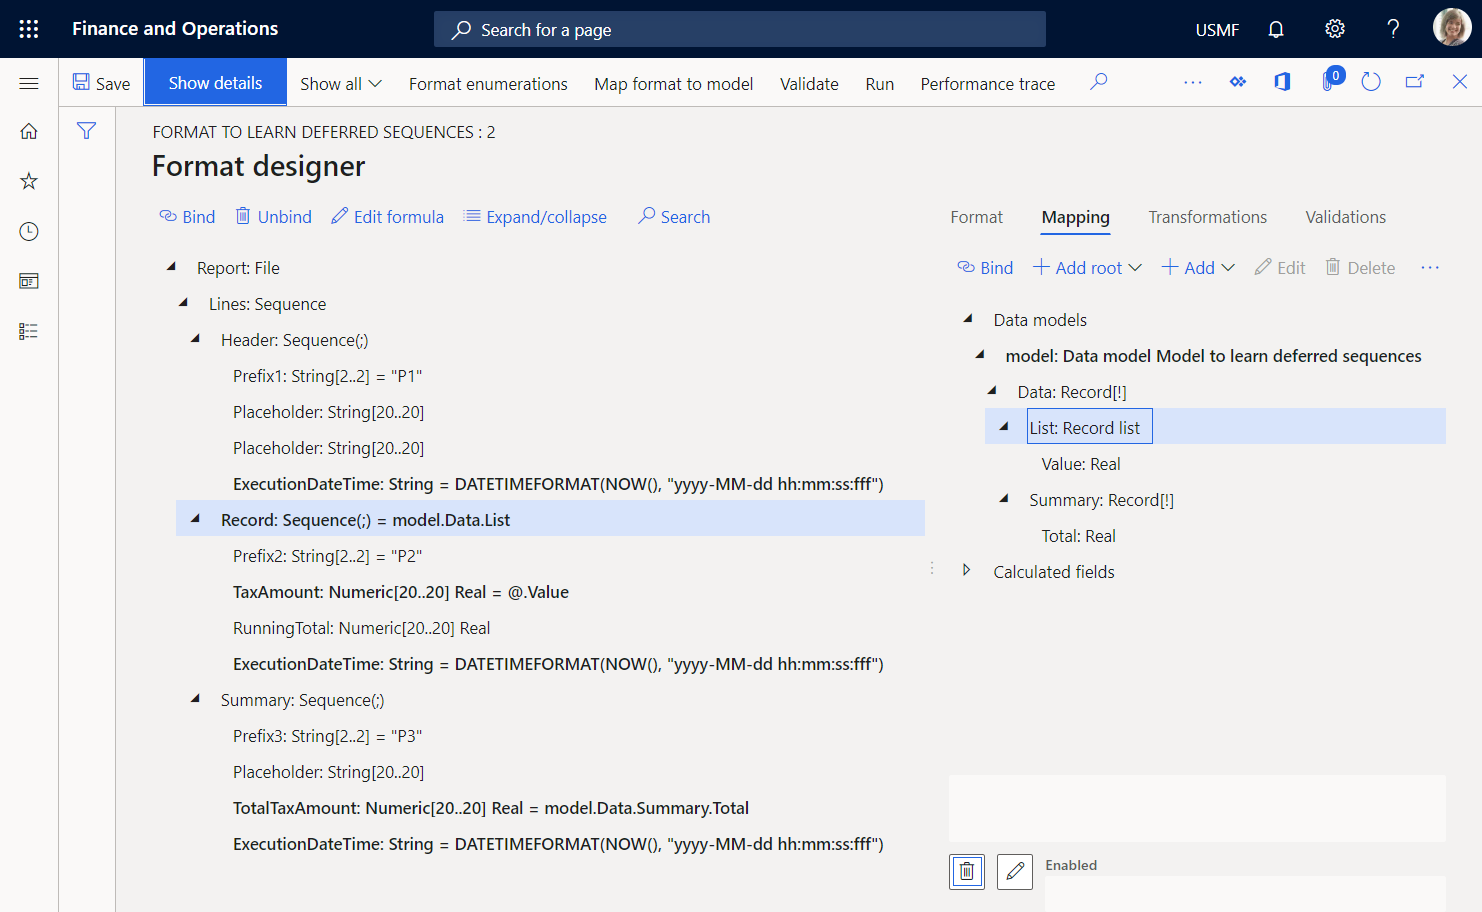 Finance and Operations
Search for a page
USMF
Save
Show details
Show all
Format enumerations
Map format to model
Validate
Run
Performance trace
0
FORMAT TO LEARN DEFERRED SEQUENCES : 2
Format designer
Bind
Unbind
Edit formula
Expand/collapse
Search
Report: File
Lines: Sequence
Header: Sequence(;)
Prefix1: String[2..2] = "P1"
Placeholder: String[20..20]
Placeholder: String[20..20]
ExecutionDateTime: String = DATETIMEFORMAT(NOW(), "yyyy-MM-dd hh:mm:ss:fff")
Record: Sequence(;) = model.Data.List
Prefix2: String[2..2] = "P2"
TaxAmount: Numeric[20..20] Real = @.Value
RunningTotal: Numeric[20..20] Real
ExecutionDateTime: String = DATETIMEFORMAT(NOW(), "yyyy-MM-dd hh:mm:ss:fff")
Summary: Sequence(;)
Prefix3: String[2..2] = "P3"
Placeholder: String[20..20]
TotalTaxAmount: Numeric[20..20] Real = model.Data.Summary.Total
ExecutionDateTime: String = DATETIMEFORMAT(NOW(), "yyyy-MM-dd hh:mm:ss:fff")
Format
Mapping
Transformations
Validations
Bind
Add root
Add
Edit
Delete
Data models
model: Data model Model to learn deferred sequences
Data: Record[!]
List: Record list
Value: Real
Summary: Record[!]
Total: Real
Calculated fields
Enabled